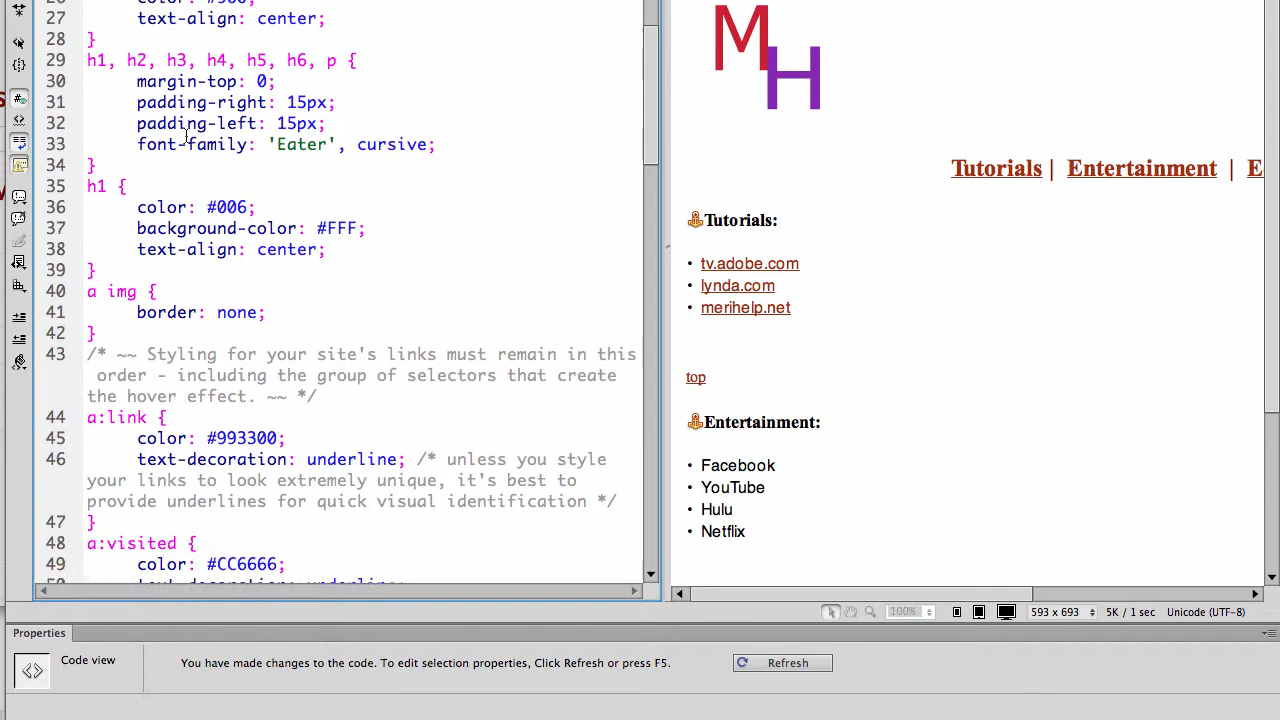 27 text-align: center;
28 }
29 h1, h2, h3, h4, h5, h6, p {
30 margin-top: 0;
31 padding-right: 15px;
32 padding-left: 15px;
33 font-family: 'Eater', cursive;
34 }
35 h1 {
36 color: #006;
37 background-color: #FFF;
38 text-align: center;
39 }
40 a img {
41 border: none;
42 }
43 /* ~~ Styling for your site's links must remain in this
order - including the group of selectors that create
the hover effect. ~~ */
44 a:link {
45 color: #993300;
46 text-decoration: underline; /* unless you style
your links to look extremely unique, it's best to
provide underlines for quick visual identification */
47 }
48 a:visited {
49 color: #CC6666;
M
H
Tutorials | Entertainment | E
Tutorials:
• tv.adobe.com
• lynda.com
• merihelp.net
top
Entertainment:
• Facebook
• YouTube
• Hulu
• Netflix
100% 593 x 693 5K / 1 sec Unicode (UTF-8)
Properties
Code view
You have made changes to the code. To edit selection properties, Click Refresh or press F5.
Refresh